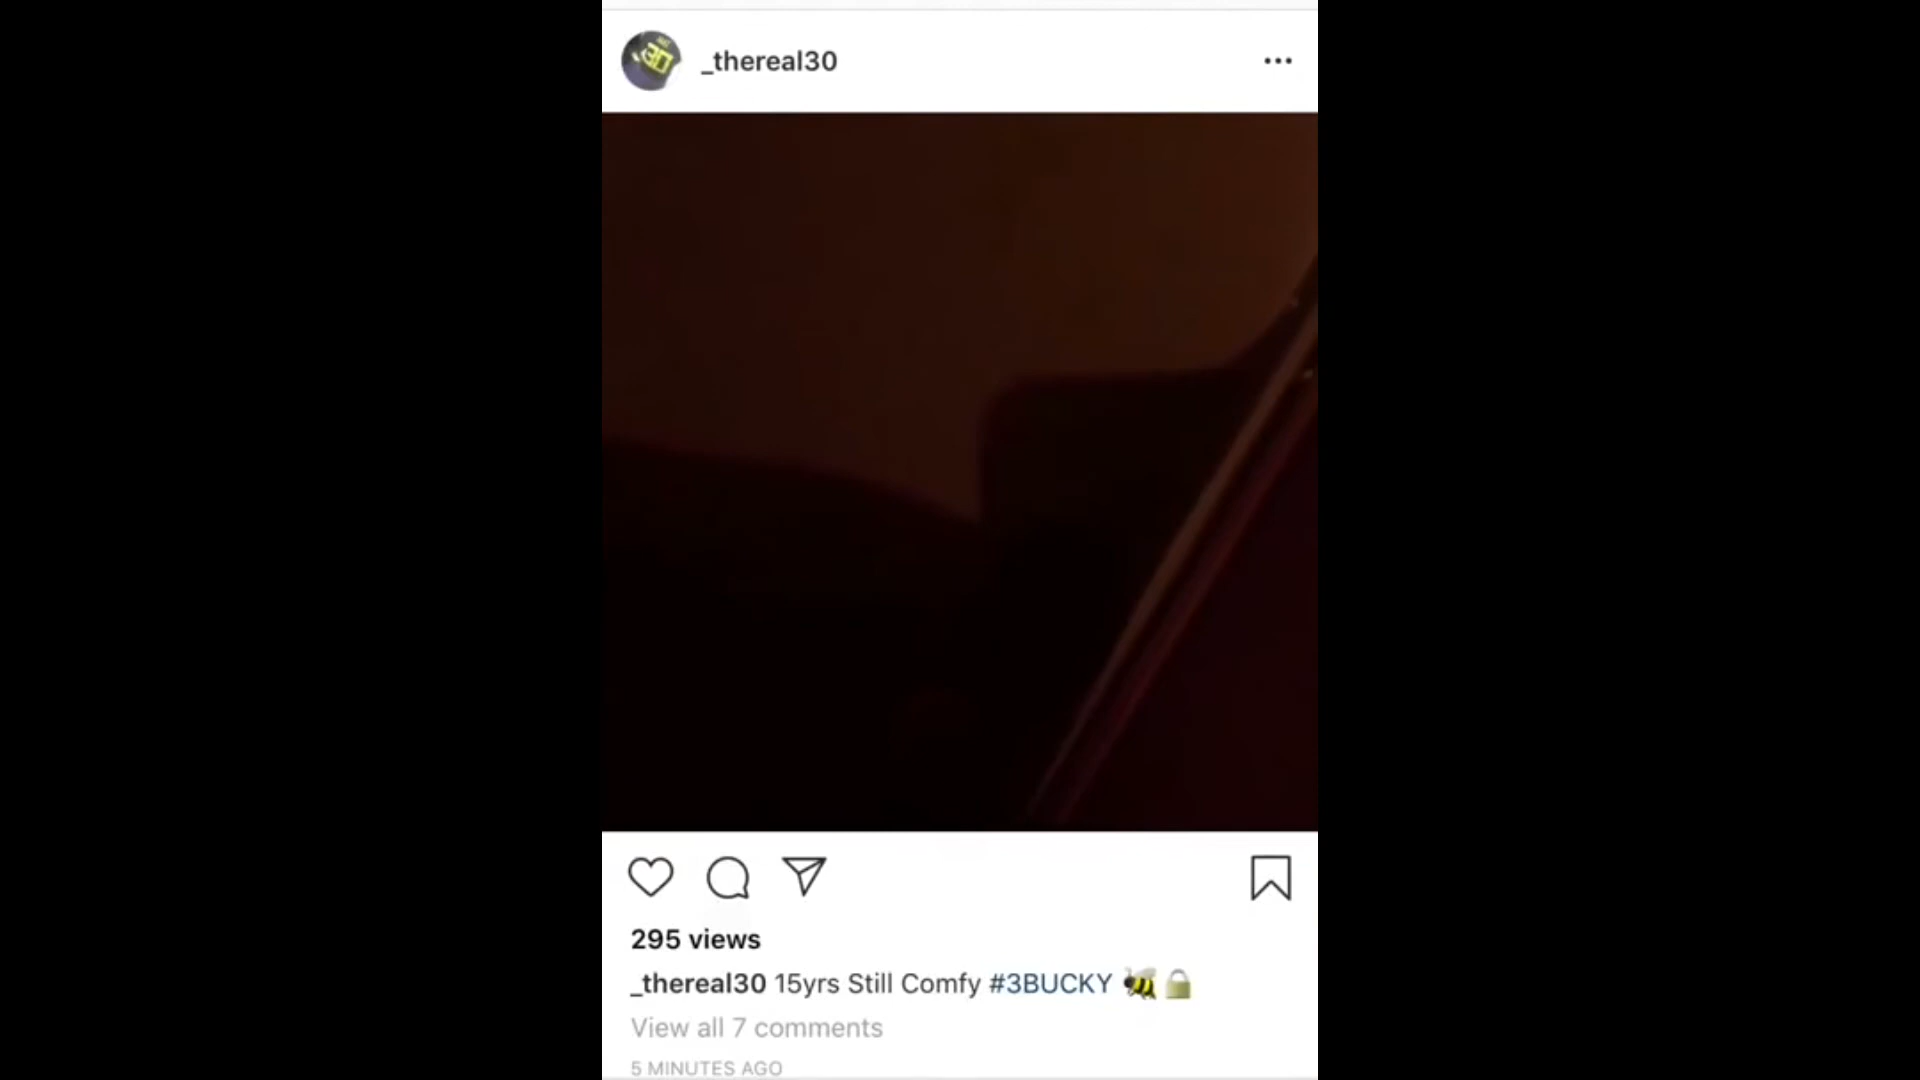 _thereal30
295 views
_thereal30 15yrs Still Comfy #3BUCKY 🐝🔒
View all 7 comments
5 MINUTES AGO